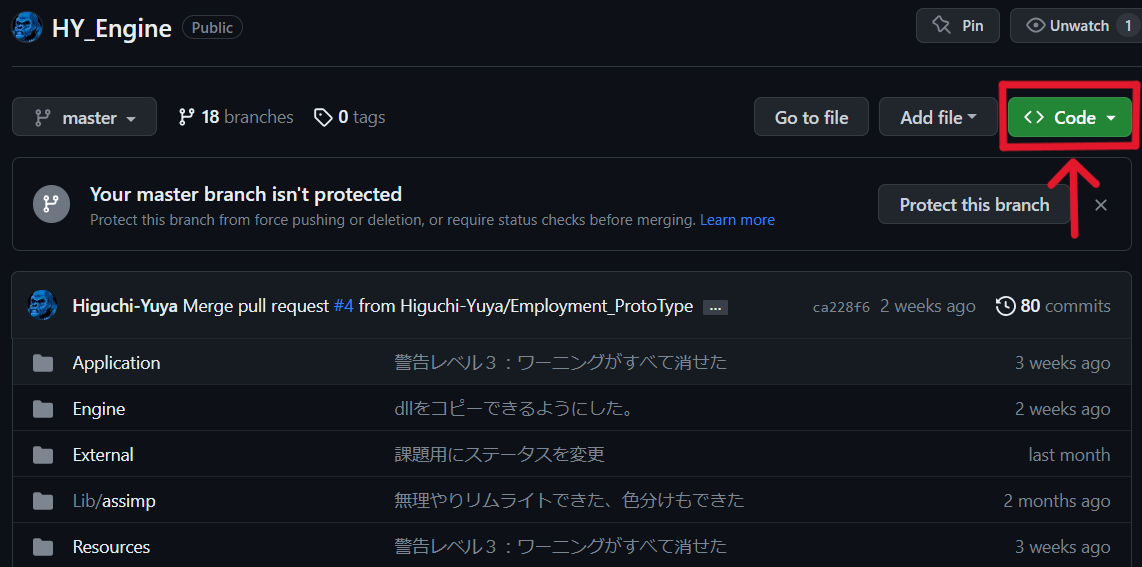 HY_Engine Public Pin Unwatch 1
master 18 branches 0 tags Go to file Add file <> Code
Your master branch isn't protected
Protect this branch from force pushing or deletion, or require status checks before merging. Learn more
Protect this branch ×
Higuchi-Yuya Merge pull request #4 from Higuchi-Yuya/Employment_ProtoType ... ca228f6 2 weeks ago 80 commits
Application 警告レベル３：ワーニングがすべて消せた 3 weeks ago
Engine dllをコピーできるようにした。 2 weeks ago
External 課題用にステータスを変更 last month
Lib/assimp 無理やりリムライトできた、色分けもできた 2 months ago
Resources 警告レベル３：ワーニングがすべて消せた 3 weeks ago